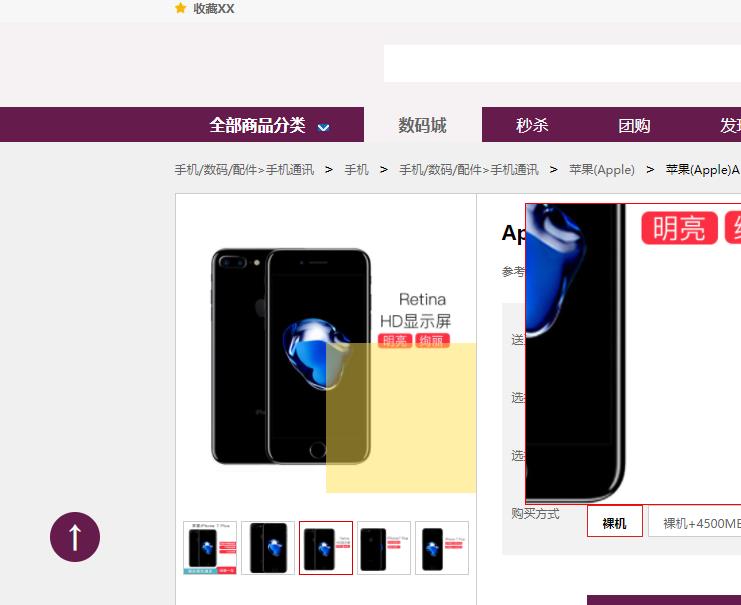 收藏XX
全部商品分类 数码城 秒杀 团购 发现
手机/数码/配件>手机通讯 > 手机 > 手机/数码/配件>手机通讯 > 苹果(Apple) > 苹果(Apple)A
Ap
明亮
参考
Retina
HD显示屏
明亮 绚丽
送
选
选
购买方式 裸机 裸机+4500ME
↑